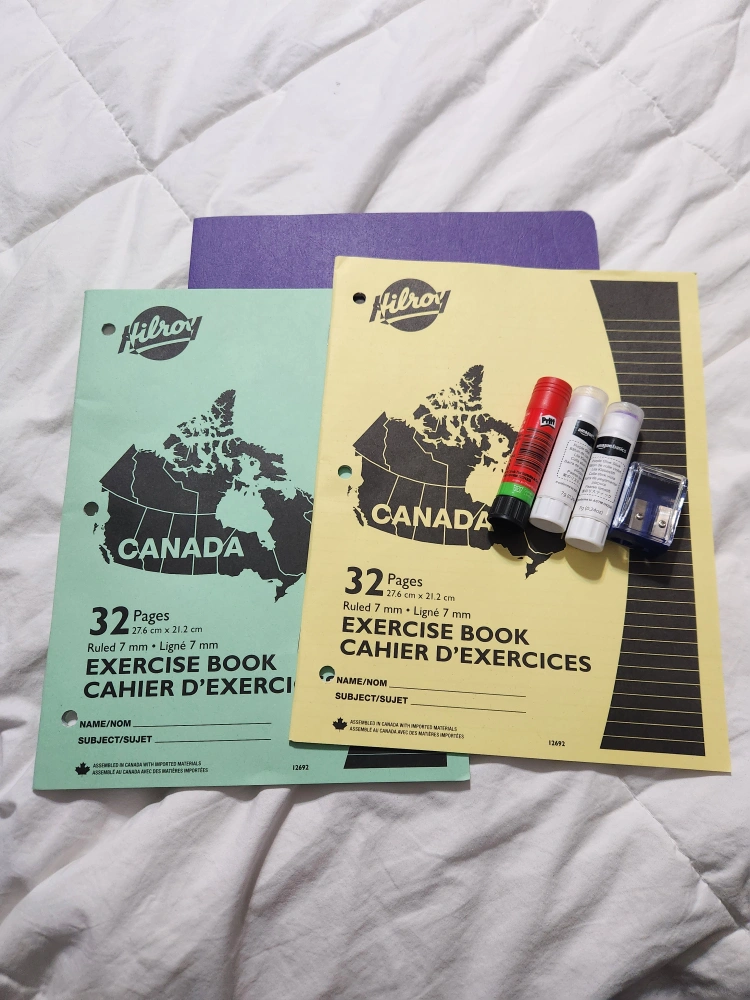 Hilroy
CANADA
32 Pages
27.6 cm x 21.2 cm
Ruled 7 mm • Ligné 7 mm
EXERCISE BOOK
CAHIER D'EXERCI
NAME/NOM
SUBJECT/SUJET
ASSEMBLED IN CANADA WITH IMPORTED MATERIALS
ASSEMBLÉ AU CANADA AVEC DES MATIÈRES IMPORTÉES
12692
Hilroy
CANADA
32 Pages
27.6 cm x 21.2 cm
Ruled 7 mm • Ligné 7 mm
EXERCISE BOOK
CAHIER D'EXERCICES
NAME/NOM
SUBJECT/SUJET
ASSEMBLED IN CANADA WITH IMPORTED MATERIALS
ASSEMBLÉ AU CANADA AVEC DES MATIÈRES IMPORTÉES
12692
Pritt